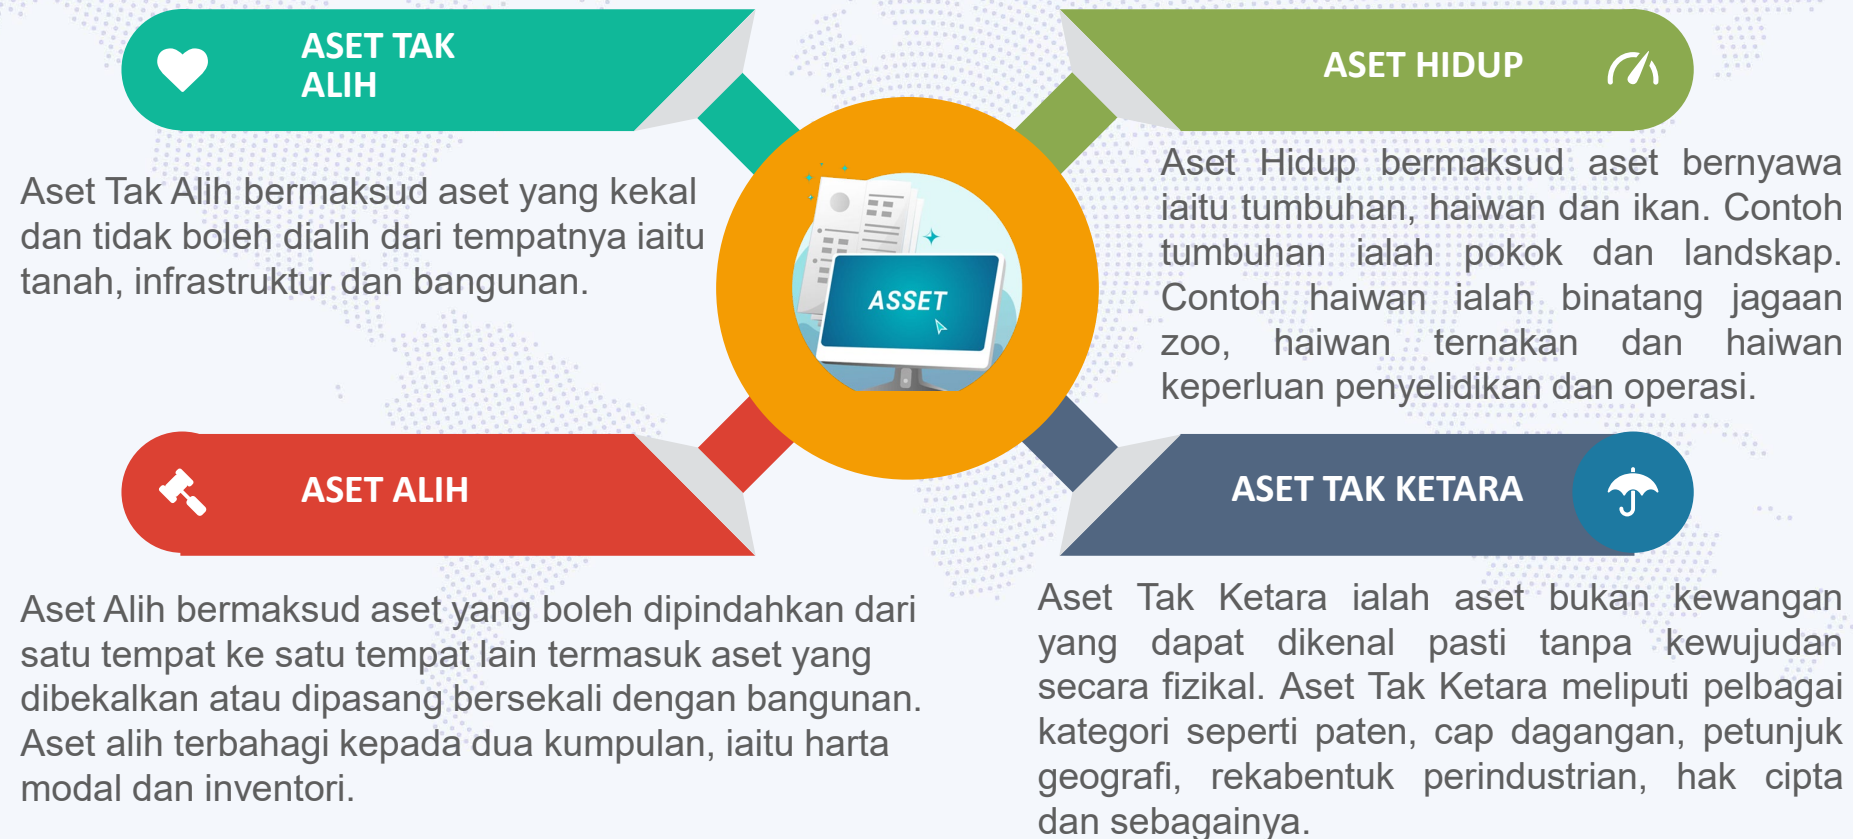 ASET TAK
ALIH
Aset Tak Alih bermaksud aset yang kekal
dan tidak boleh dialih dari tempatnya iaitu
tanah, infrastruktur dan bangunan.
ASET HIDUP
Aset Hidup bermaksud aset bernyawa
iaitu tumbuhan, haiwan dan ikan. Contoh
tumbuhan ialah pokok dan landskap.
Contoh haiwan ialah binatang jagaan
zoo, haiwan ternakan dan haiwan
keperluan penyelidikan dan operasi.
ASSET
ASET ALIH
Aset Alih bermaksud aset yang boleh dipindahkan dari
satu tempat ke satu tempat lain termasuk aset yang
dibekalkan atau dipasang bersekali dengan bangunan.
Aset alih terbahagi kepada dua kumpulan, iaitu harta
modal dan inventori.
ASET TAK KETARA
Aset Tak Ketara ialah aset bukan kewangan
yang dapat dikenal pasti tanpa kewujudan
secara fizikal. Aset Tak Ketara meliputi pelbagai
kategori seperti paten, cap dagangan, petunjuk
geografi, rekabentuk perindustrian, hak cipta
dan sebagainya.